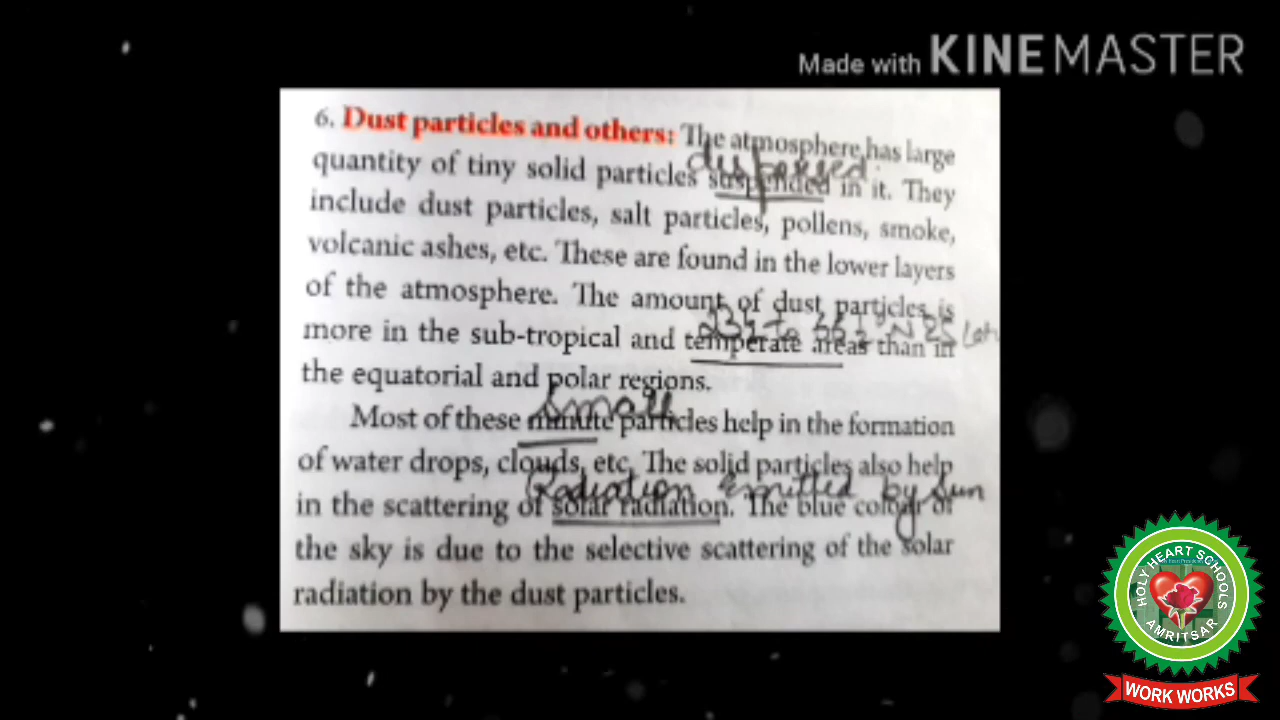 Made with KINEMASTER
6. Dust particles and others: The atmosphere has large
dispersed
quantity of tiny solid particles suspended in it. They
include dust particles, salt particles, pollens, smoke,
volcanic ashes, etc. These are found in the lower layers
of the atmosphere. The amount of dust particles is
more in the sub-tropical and temperate areas than in
the equatorial and polar regions.
Small
Most of these minute particles help in the formation
of water drops, clouds, etc. The solid particles also help
Radiation Emitted by Sun
in the scattering of solar radiation. The blue colour of
the sky is due to the selective scattering of the solar
radiation by the dust particles.
HOLY HEART SCHOOLS
AMRITSAR
WORK WORKS